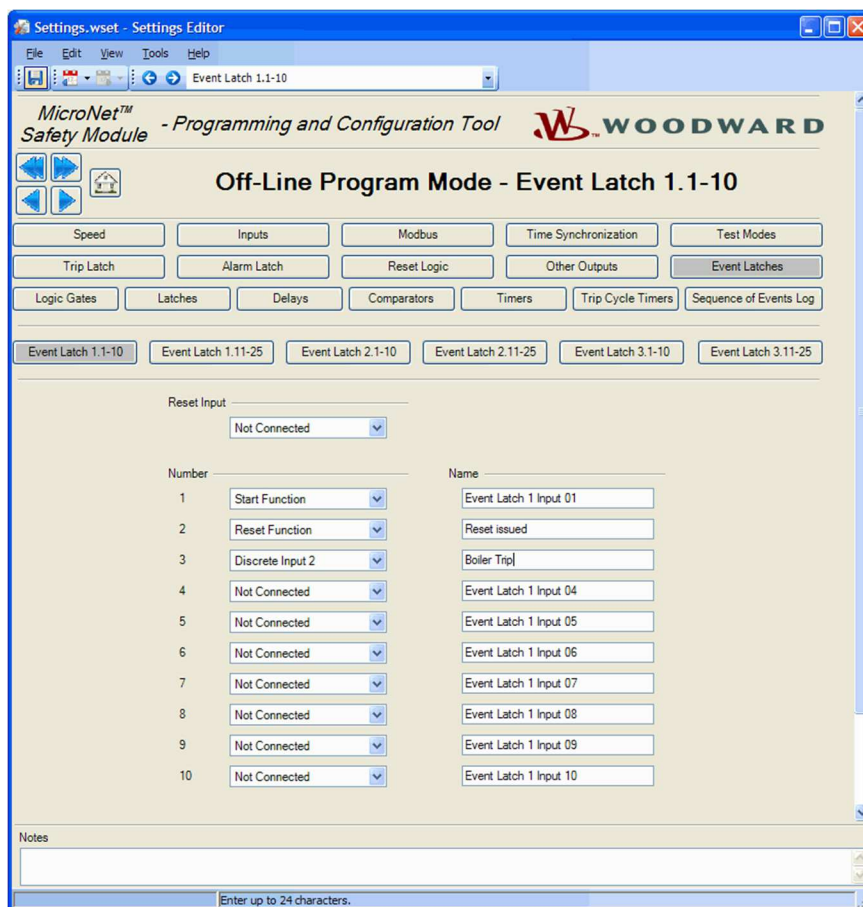 Settings.wset - Settings Editor
File Edit View Tools Help
Event Latch 1.1-10
MicroNet™
Safety Module
- Programming and Configuration Tool
WOODWARD
Off-Line Program Mode - Event Latch 1.1-10
Speed Inputs Modbus Time Synchronization Test Modes
Trip Latch Alarm Latch Reset Logic Other Outputs Event Latches
Logic Gates Latches Delays Comparators Timers Trip Cycle Timers Sequence of Events Log
Event Latch 1.1-10 Event Latch 1.11-25 Event Latch 2.1-10 Event Latch 2.11-25 Event Latch 3.1-10 Event Latch 3.11-25
Reset Input
Not Connected
Number Name
1 Start Function Event Latch 1 Input 01
2 Reset Function Reset issued
3 Discrete Input 2 Boiler Trip
4 Not Connected Event Latch 1 Input 04
5 Not Connected Event Latch 1 Input 05
6 Not Connected Event Latch 1 Input 06
7 Not Connected Event Latch 1 Input 07
8 Not Connected Event Latch 1 Input 08
9 Not Connected Event Latch 1 Input 09
10 Not Connected Event Latch 1 Input 10
Notes
Enter up to 24 characters.